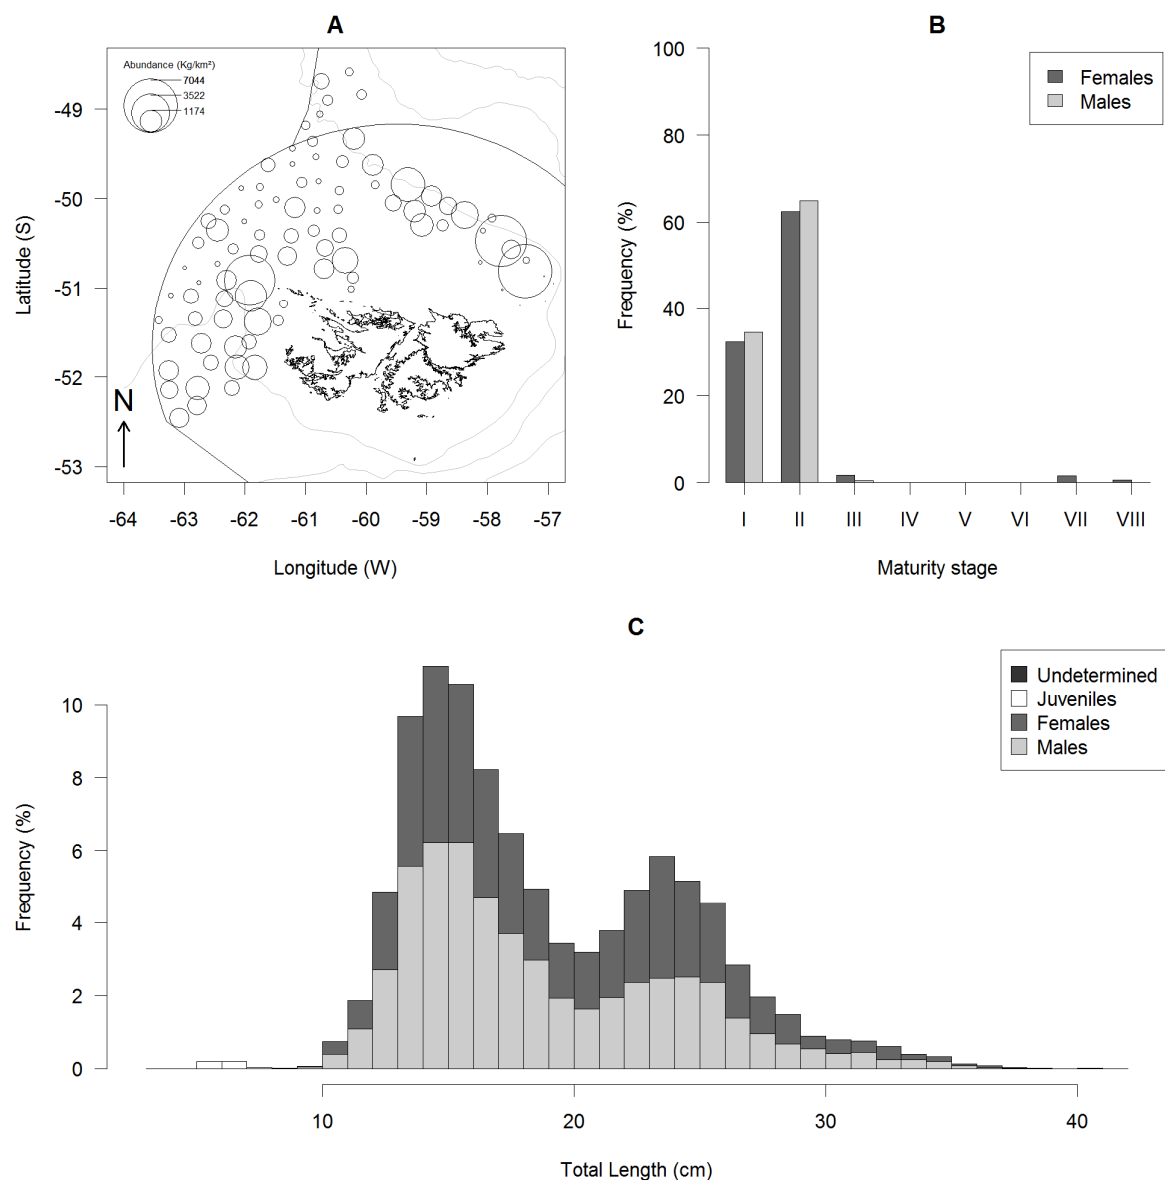 A
Abundance (Kg/km²)
7044
3522
1174
-49
-50
-51
-52
-53
Latitude (S)
N
-64 -63 -62 -61 -60 -59 -58 -57
Longitude (W)
B
100
80
60
40
20
0
Frequency (%)
Females
Males
I II III IV V VI VII VIII
Maturity stage
C
Undetermined
Juveniles
Females
Males
10
8
6
4
2
0
Frequency (%)
10 20 30 40
Total Length (cm)